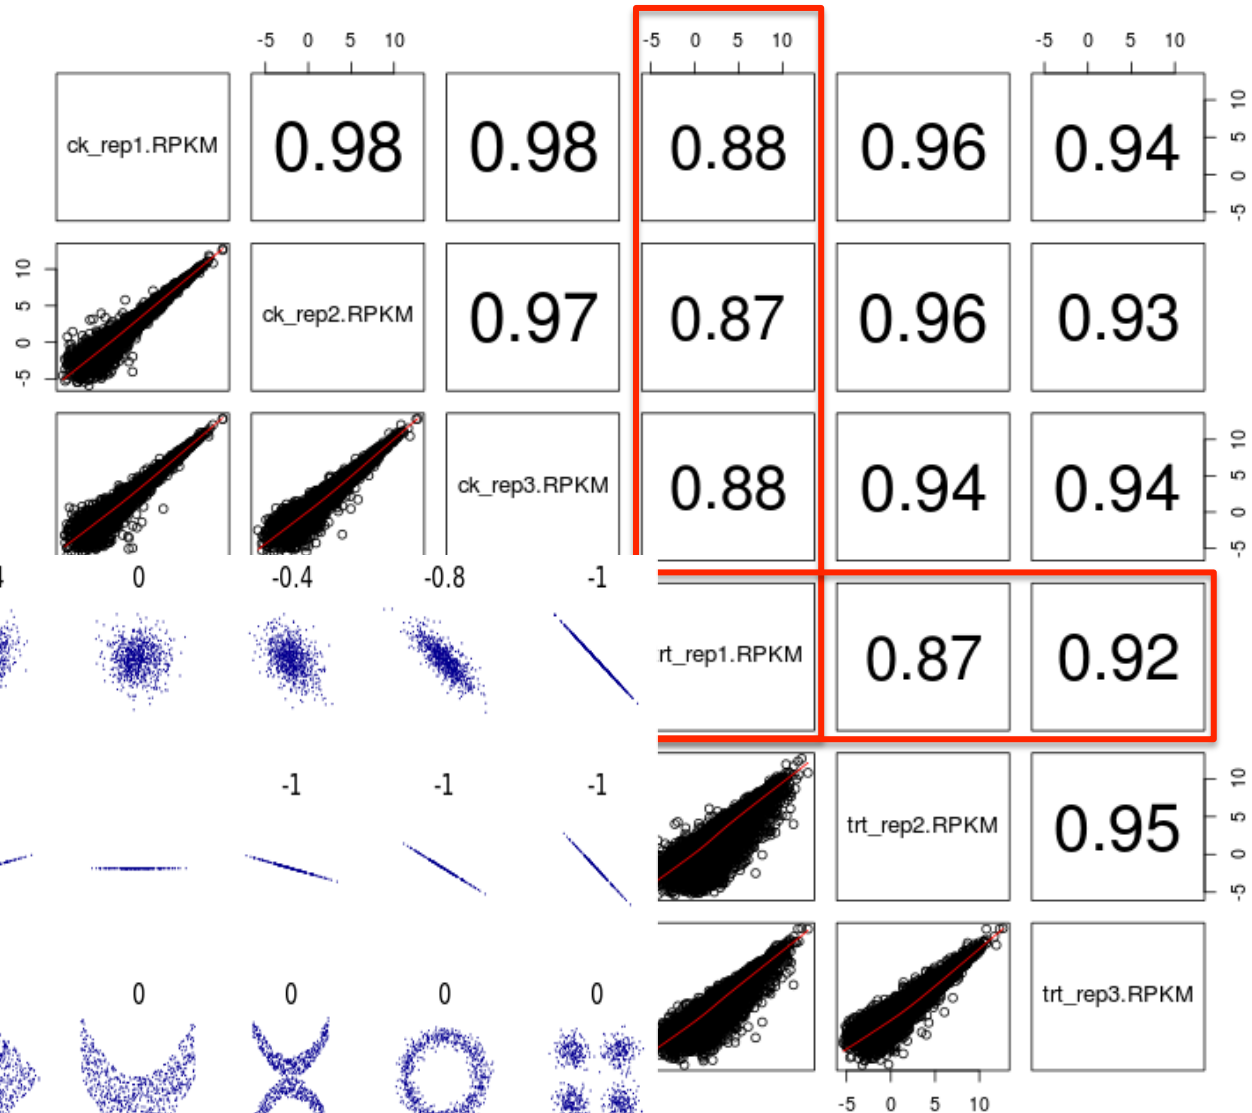 -5 0 5 10 -5 0 5 10 -5 0 5 10
ck_rep1.RPKM 0.98 0.98 0.88 0.96 0.94
-5 0 5 10
10 5 0 -5
ck_rep2.RPKM 0.97 0.87 0.96 0.93
ck_rep3.RPKM 0.88 0.94 0.94
-5 0 5 10
0 -0.4 -0.8 -1
rt_rep1.RPKM 0.87 0.92
-1 -1 -1
trt_rep2.RPKM 0.95
-5 0 5 10
0 0 0 0
trt_rep3.RPKM
-5 0 5 10